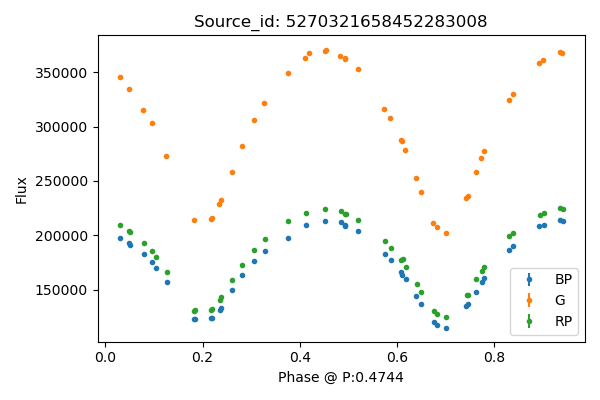 Source_id: 5270321658452283008
Flux
350000
300000
250000
200000
150000
BP
G
RP
0.0 0.2 0.4 0.6 0.8
Phase @ P:0.4744